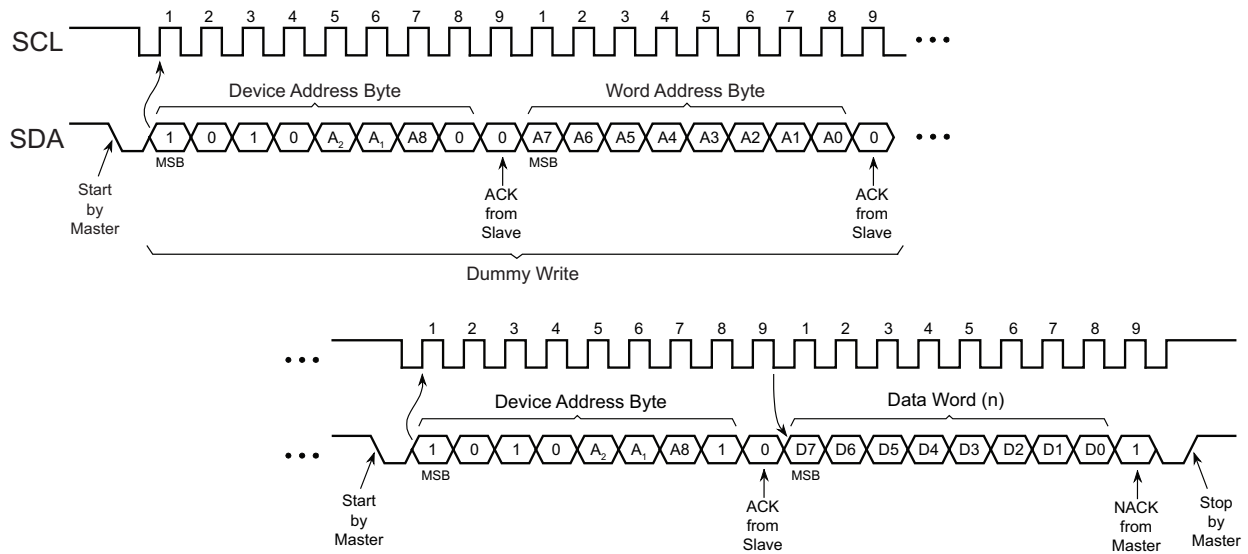 1 2 3 4 5 6 7 8 9 1 2 3 4 5 6 7 8 9
SCL
Device Address Byte Word Address Byte
SDA 1 0 1 0 A₂ A₁ A8 0 0 A7 A6 A5 A4 A3 A2 A1 A0 0
MSB MSB
Start
by
Master
ACK
from
Slave
ACK
from
Slave
Dummy Write
1 2 3 4 5 6 7 8 9 1 2 3 4 5 6 7 8 9
Device Address Byte Data Word (n)
1 0 1 0 A₂ A₁ A8 1 0 D7 D6 D5 D4 D3 D2 D1 D0 1
MSB MSB
Start
by
Master
ACK
from
Slave
NACK
from
Master
Stop
by
Master